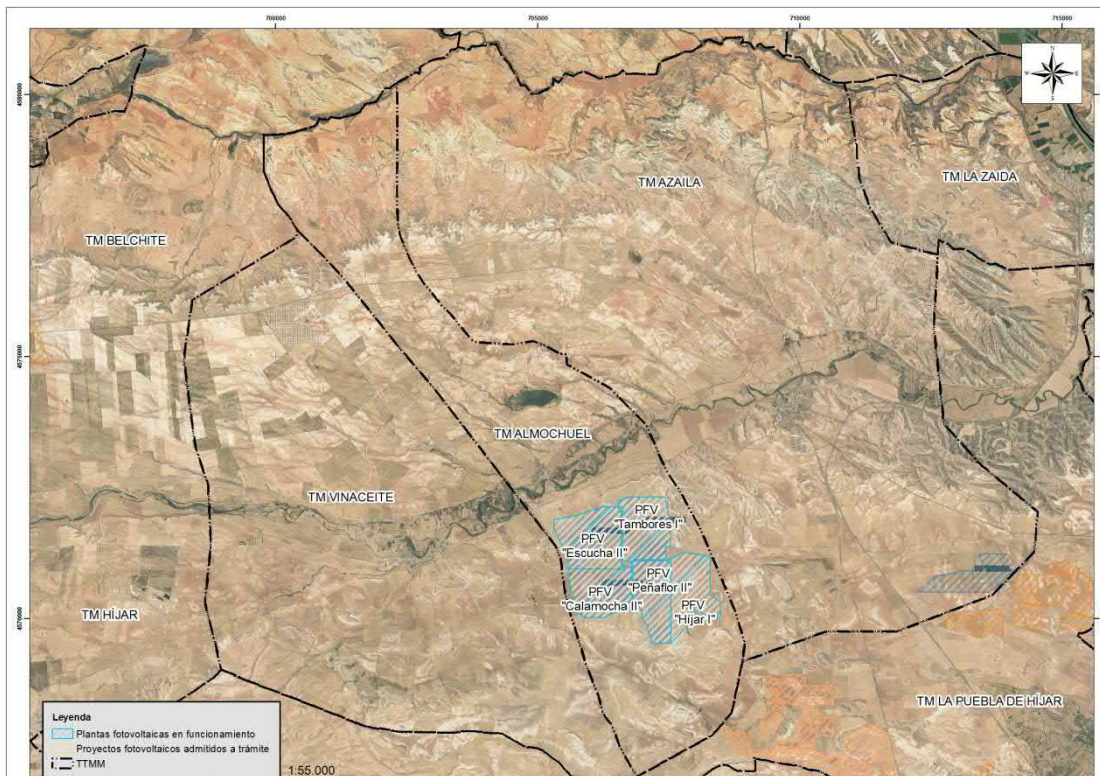 700000
705000
710000
715000
N
W
E
S
4580000
4575000
4570000
TM AZAILA
TM LA ZAIDA
TM BELCHITE
TM ALMOCHUEL
TM VINACEITE
PFV
"Tambores I"
PFV
"Escucha II"
PFV
"Peñaflor II"
PFV
"Calamocha II"
PFV
"Híjar I"
TM HÍJAR
TM LA PUEBLA DE HÍJAR
Leyenda
Plantas fotovoltaicas en funcionamiento
Proyectos fotovoltaicos admitidos a trámite
TTMM
1:55.000